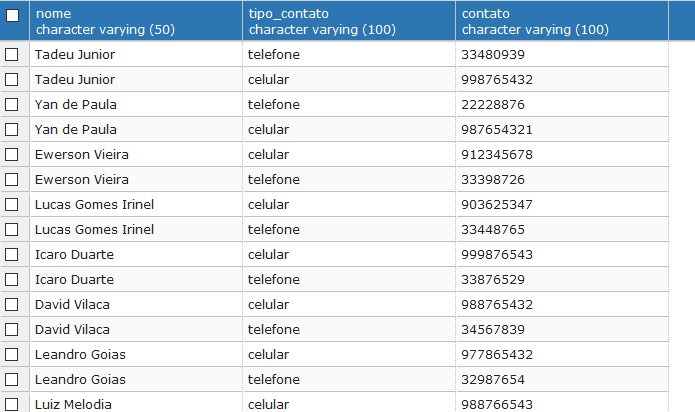 nome tipo_contato contato
character varying (50) character varying (100) character varying (100)
Tadeu Junior telefone 33480939
Tadeu Junior celular 998765432
Yan de Paula telefone 22228876
Yan de Paula celular 987654321
Ewerson Vieira celular 912345678
Ewerson Vieira telefone 33398726
Lucas Gomes Irinel celular 903625347
Lucas Gomes Irinel telefone 33448765
Icaro Duarte celular 999876543
Icaro Duarte telefone 33876529
David Vilaca celular 988765432
David Vilaca telefone 34567839
Leandro Goias celular 977865432
Leandro Goias telefone 32987654
Luiz Melodia celular 988766543